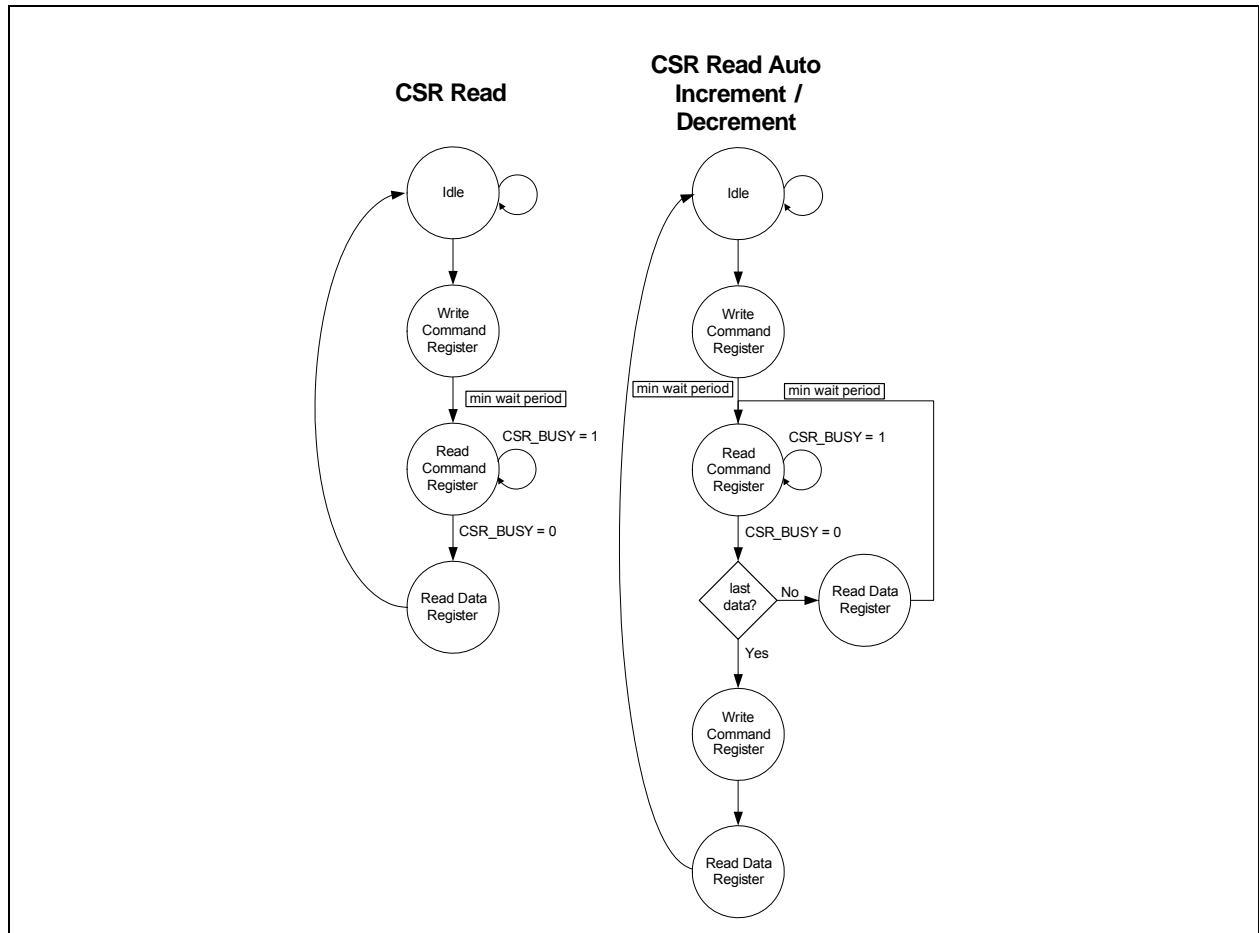 CSR Read
Idle
Write
Command
Register
min wait period
Read
Command
Register
CSR_BUSY = 1
CSR_BUSY = 0
Read Data
Register
CSR Read Auto
Increment /
Decrement
Idle
Write
Command
Register
min wait period
min wait period
Read
Command
Register
CSR_BUSY = 1
CSR_BUSY = 0
last
data?
No
Read Data
Register
Yes
Write
Command
Register
Read Data
Register